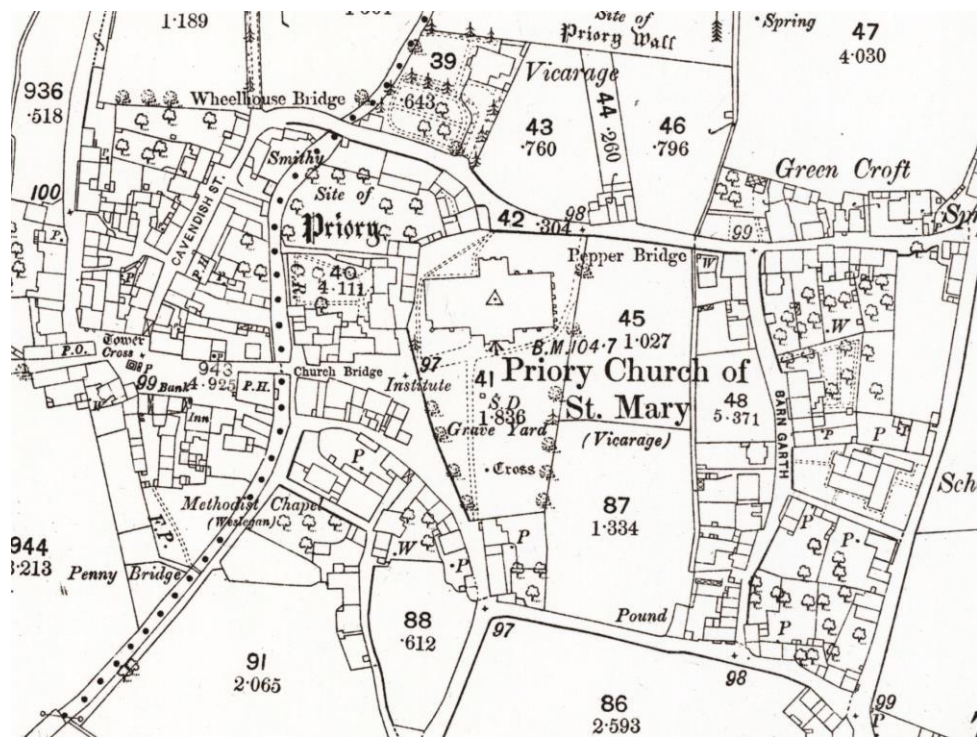 1·189
Site of
Priory Wall
Spring
47
4·030
936
·518
39
·643
Vicarage
Wheelhouse Bridge
43
·760
44
·260
46
·796
Smithy
Green Croft
100
CAVENDISH ST.
Site of
Priory
42
·304
98
99
P.
P.H.
P
Pepper Bridge
W
40
4·111
45
1·027
W
Tower
Cross
P.O.
P
943
4·925
Church Bridge
97
Institute
B.M.104·7
Priory Church of
St. Mary
(Vicarage)
41
S.D
1·836
99
Bank
P.H.
W
Inn
Grave Yard
48
5·371
BARN GARTH
P
P
Cross
P
Methodist Chapel
(Wesleyan)
87
1·334
Sch
944
3·213
F.P.
W
P
P
P
P
Penny Bridge
P
88
·612
97
Pound
91
2·065
98
86
2·593
99
P